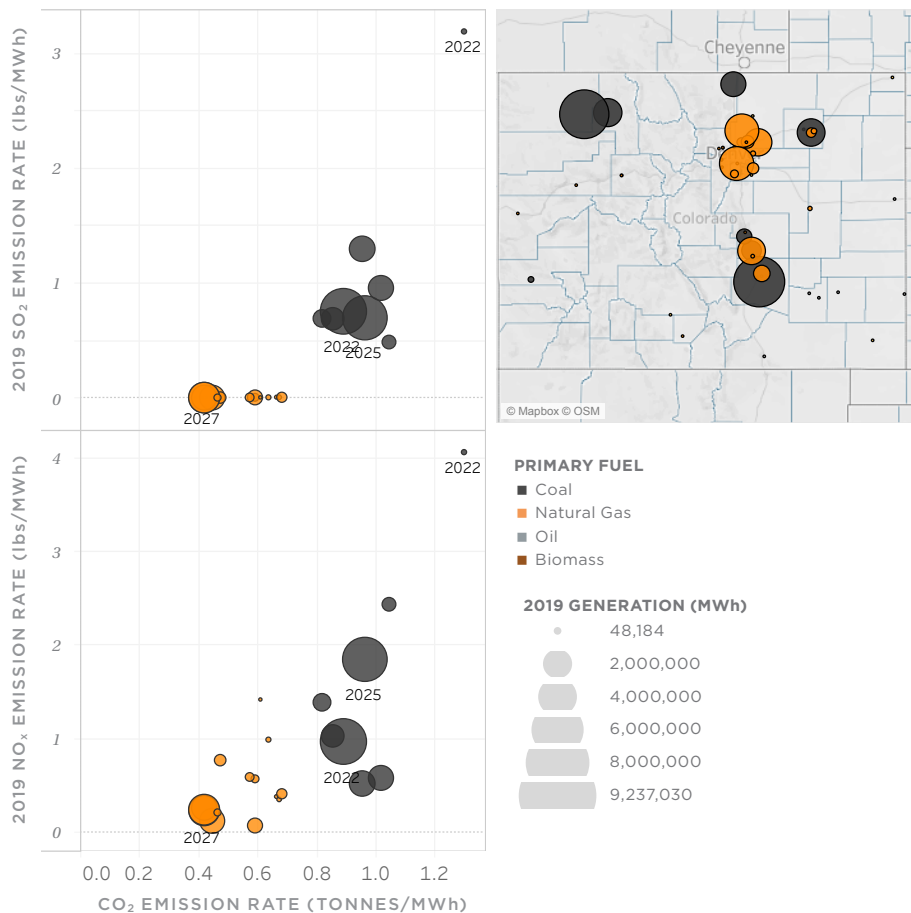 2019 SO₂ EMISSION RATE (lbs/MWh)
3
2
1
0
2022
2022
2025
2027
2019 NOₓ EMISSION RATE (lbs/MWh)
4
3
2
1
0
2022
2025
2022
2027
0.0 0.2 0.4 0.6 0.8 1.0 1.2
CO₂ EMISSION RATE (TONNES/MWh)
Cheyenne
Colorado
© Mapbox © OSM
PRIMARY FUEL
Coal
Natural Gas
Oil
Biomass
2019 GENERATION (MWh)
48,184
2,000,000
4,000,000
6,000,000
8,000,000
9,237,030